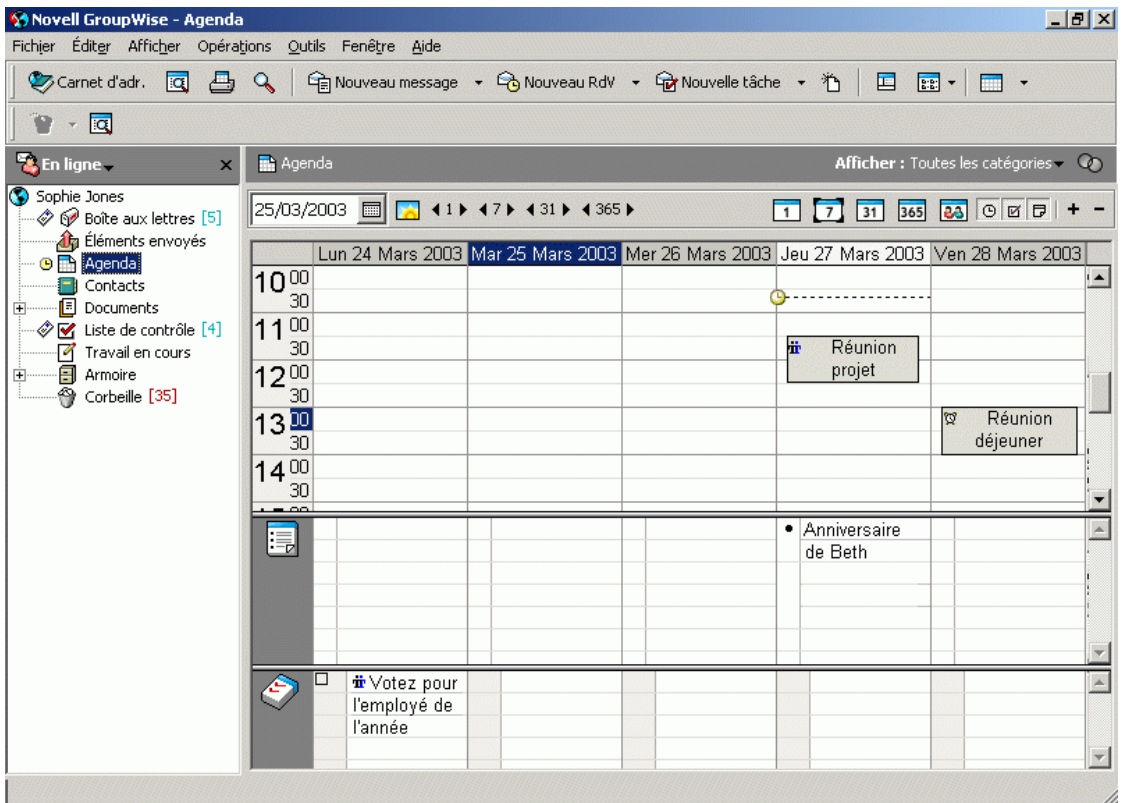 Novell GroupWise - Agenda
Fichier Éditer Afficher Opérations Outils Fenêtre Aide
Carnet d'adr. Nouveau message Nouveau RdV Nouvelle tâche
En ligne
Agenda
Afficher : Toutes les catégories
Sophie Jones
Boîte aux lettres [5]
Éléments envoyés
Agenda
Contacts
Documents
Liste de contrôle [4]
Travail en cours
Armoire
Corbeille [35]
25/03/2003 1 7 31 365 1 7 31 365 23
Lun 24 Mars 2003 Mar 25 Mars 2003 Mer 26 Mars 2003 Jeu 27 Mars 2003 Ven 28 Mars 2003
10 00
30
11 00
30
12 00
30
13 00
30
14 00
30
Réunion
projet
Réunion
déjeuner
Anniversaire
de Beth
Votez pour
l'employé de
l'année